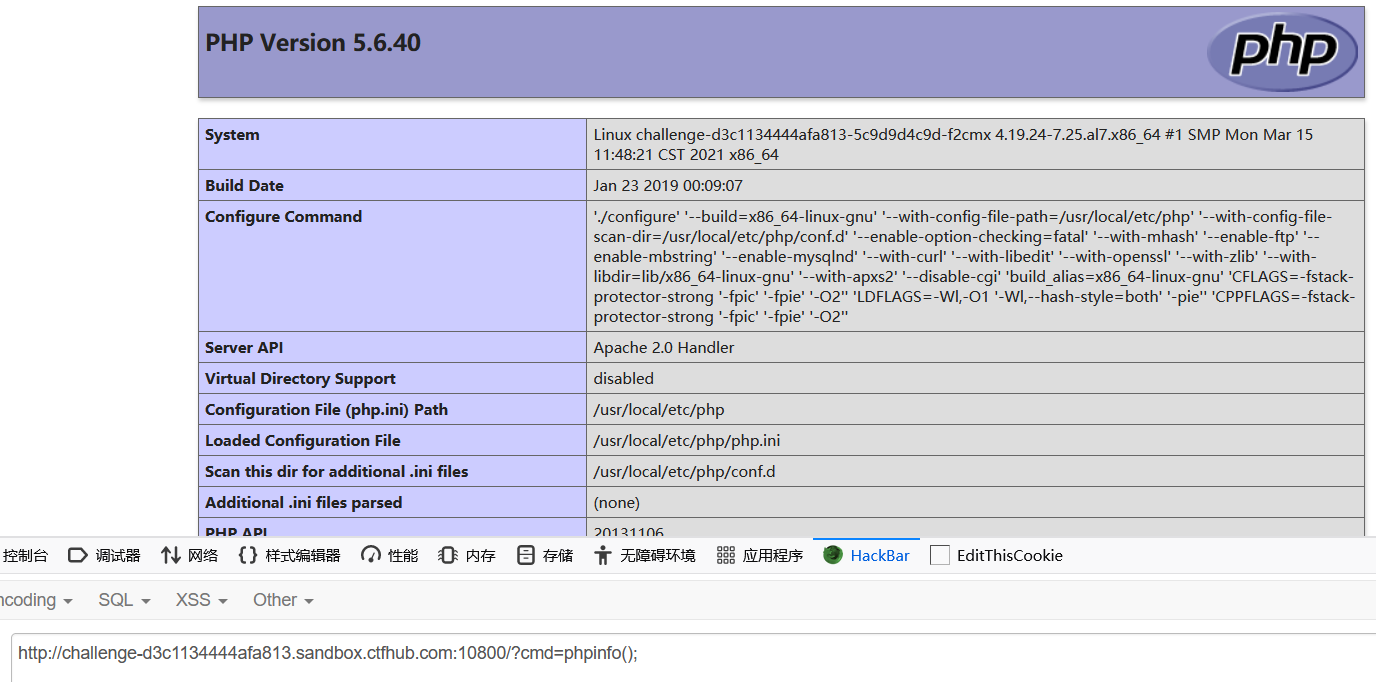 PHP Version 5.6.40
php
System
Linux challenge-d3c1134444afa813-5c9d9d4c9d-f2cmx 4.19.24-7.25.al7.x86_64 #1 SMP Mon Mar 15
11:48:21 CST 2021 x86_64
Build Date
Jan 23 2019 00:09:07
Configure Command
'./configure' '--build=x86_64-linux-gnu' '--with-config-file-path=/usr/local/etc/php' '--with-config-file-
scan-dir=/usr/local/etc/php/conf.d' '--enable-option-checking=fatal' '--with-mhash' '--enable-ftp' '--
enable-mbstring' '--enable-mysqlnd' '--with-curl' '--with-libedit' '--with-openssl' '--with-zlib' '--with-
libdir=lib/x86_64-linux-gnu' '--with-apxs2' '--disable-cgi' 'build_alias=x86_64-linux-gnu' 'CFLAGS=-fstack-
protector-strong '-fpic' '-fpie' '-O2'' 'LDFLAGS=-Wl,-O1 '-Wl,--hash-style=both' '-pie'' 'CPPFLAGS=-fstack-
protector-strong '-fpic' '-fpie' '-O2''
Server API
Apache 2.0 Handler
Virtual Directory Support
disabled
Configuration File (php.ini) Path
/usr/local/etc/php
Loaded Configuration File
/usr/local/etc/php/php.ini
Scan this dir for additional .ini files
/usr/local/etc/php/conf.d
Additional .ini files parsed
(none)
PHP API
20131106
控制台 调试器 网络 样式编辑器 性能 内存 存储 无障碍环境 应用程序 HackBar EditThisCookie
ncoding SQL XSS Other
http://challenge-d3c1134444afa813.sandbox.ctfhub.com:10800/?cmd=phpinfo();